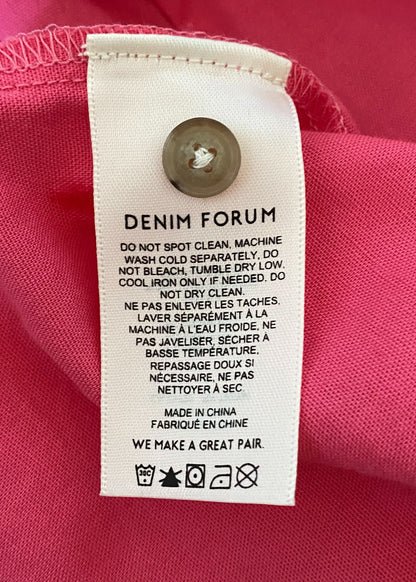 DENIM FORUM
DO NOT SPOT CLEAN, MACHINE
WASH COLD SEPARATELY, DO
NOT BLEACH, TUMBLE DRY LOW.
COOL IRON ONLY IF NEEDED. DO
NOT DRY CLEAN.
NE PAS ENLEVER LES TACHES.
LAVER SÉPARÉMENT À LA
MACHINE À L'EAU FROIDE, NE
PAS JAVELISER, SÉCHER À
BASSE TEMPÉRATURE,
REPASSAGE DOUX SI
NÉCESSAIRE, NE PAS
NETTOYER À SEC
MADE IN CHINA
FABRIQUÉ EN CHINE
WE MAKE A GREAT PAIR.
30C